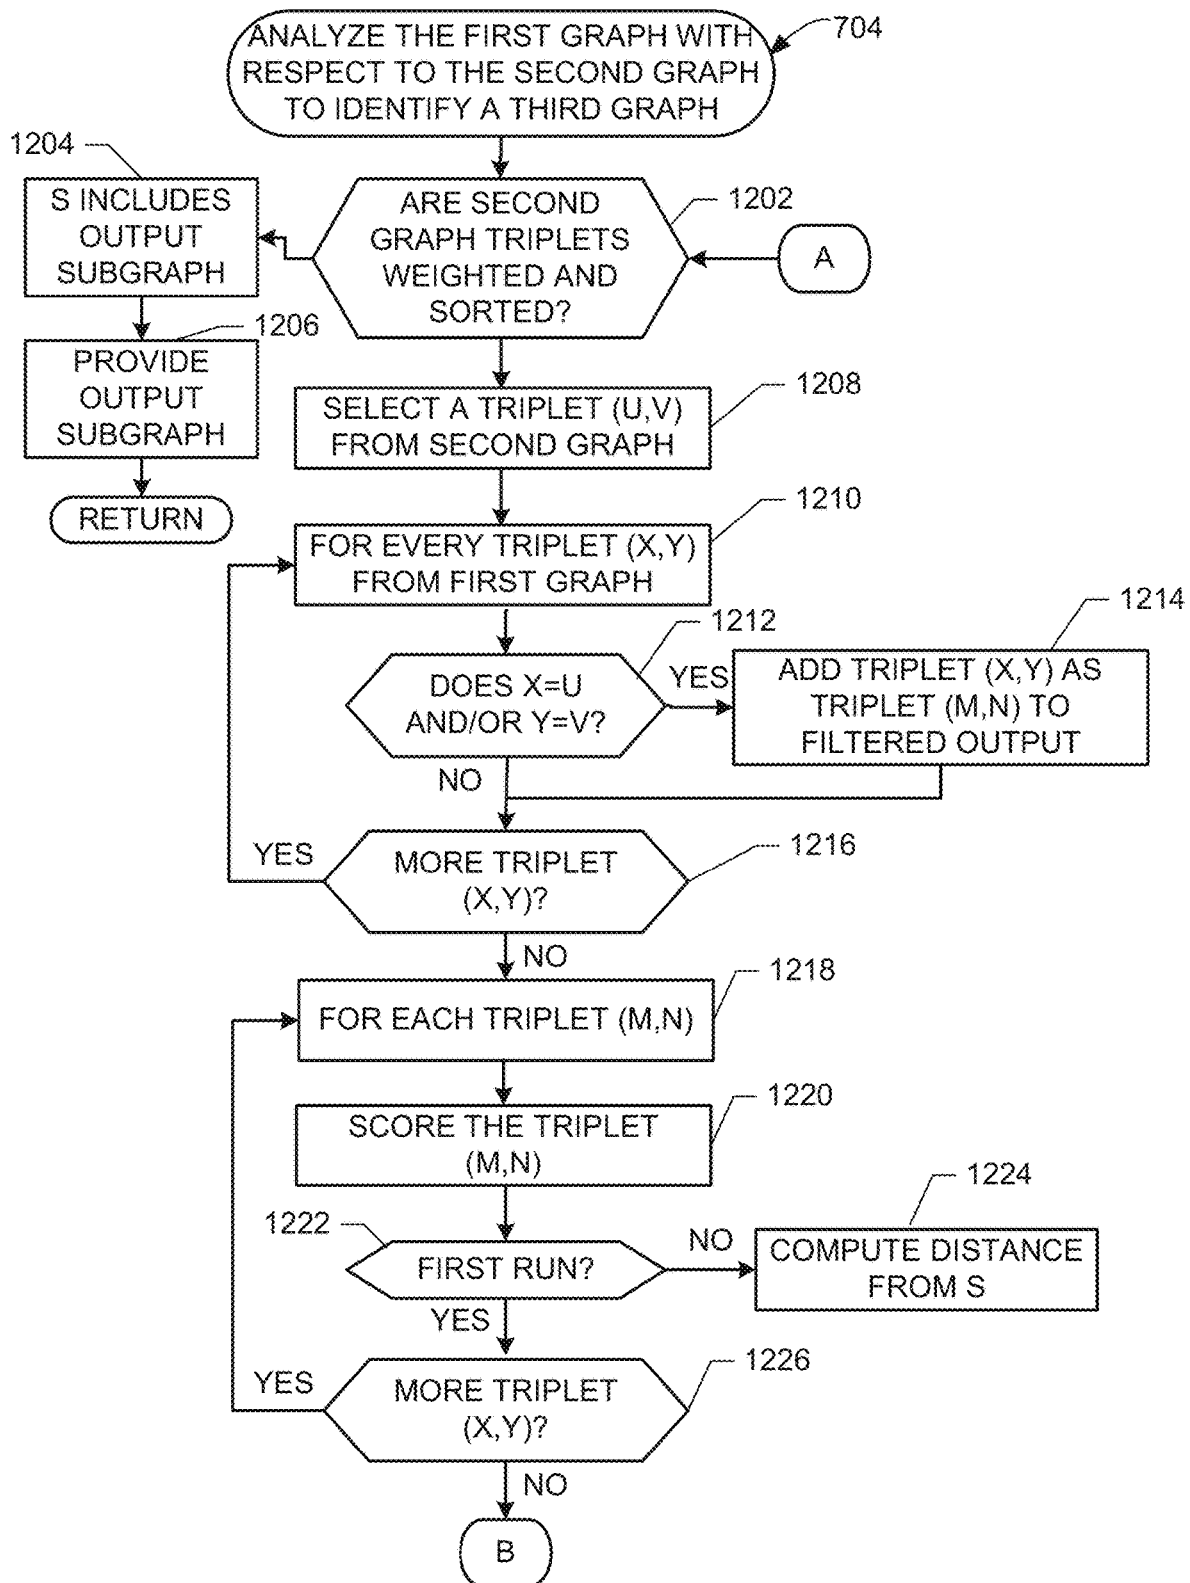 ANALYZE THE FIRST GRAPH WITH
RESPECT TO THE SECOND GRAPH
TO IDENTIFY A THIRD GRAPH
704
1204
S INCLUDES
OUTPUT
SUBGRAPH
ARE SECOND
GRAPH TRIPLETS
WEIGHTED AND
SORTED?
1202
A
1206
PROVIDE
OUTPUT
SUBGRAPH
RETURN
1208
SELECT A TRIPLET (U,V)
FROM SECOND GRAPH
1210
FOR EVERY TRIPLET (X,Y)
FROM FIRST GRAPH
1212
DOES X=U
AND/OR Y=V?
YES
1214
ADD TRIPLET (X,Y) AS
TRIPLET (M,N) TO
FILTERED OUTPUT
NO
YES
MORE TRIPLET
(X,Y)?
1216
NO
1218
FOR EACH TRIPLET (M,N)
1220
SCORE THE TRIPLET
(M,N)
1222
FIRST RUN?
NO
1224
COMPUTE DISTANCE
FROM S
YES
YES
MORE TRIPLET
(X,Y)?
1226
NO
B